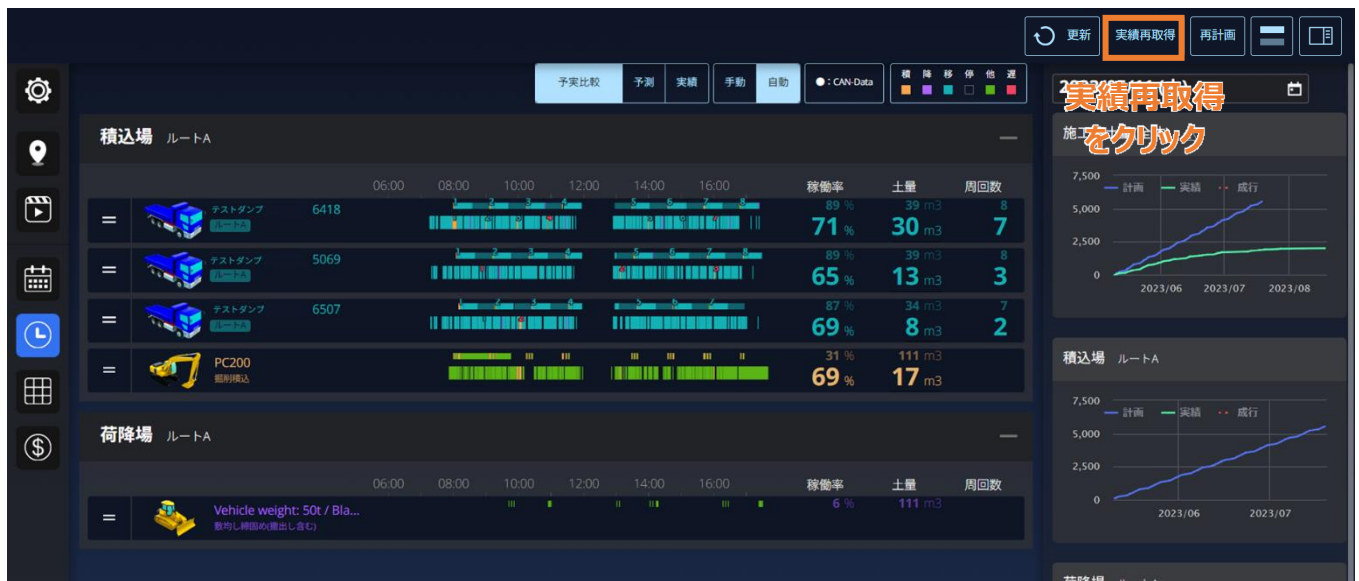 更新
実績再取得
再計画
予実比較
予測
実績
手動
自動
●：CAN-Data
積 降 移 停 他 遅
実績再取得
をクリック
積込場 ルートA
06:00 08:00 10:00 12:00 14:00 16:00 稼働率 土量 周回数
テストダンプ 6418 89 % 39 m3 8
ルートA 71 % 30 m3 7
テストダンプ 5069 89 % 39 m3 8
ルートA 65 % 13 m3 3
テストダンプ 6507 87 % 34 m3 7
ルートA 69 % 8 m3 2
PC200 31 % 111 m3
掘削積込 69 % 17 m3
荷降場 ルートA
06:00 08:00 10:00 12:00 14:00 16:00 稼働率 土量 周回数
Vehicle weight: 50t / Bla... 6 % 111 m3
敷均し締固め(撒出し含む)
7,500
計画 実績 成行
5,000
2,500
0
2023/06 2023/07 2023/08
積込場 ルートA
7,500
計画 実績 成行
5,000
2,500
0
2023/06 2023/07